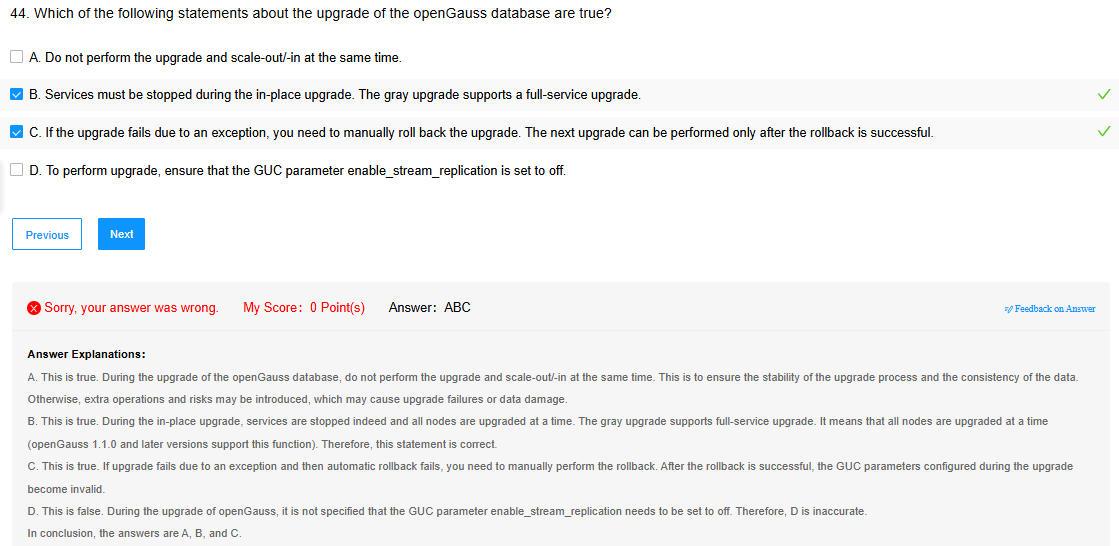 44. Which of the following statements about the upgrade of the openGauss database are true?
A. Do not perform the upgrade and scale-out/-in at the same time.
B. Services must be stopped during the in-place upgrade. The gray upgrade supports a full-service upgrade.
C. If the upgrade fails due to an exception, you need to manually roll back the upgrade. The next upgrade can be performed only after the rollback is successful.
D. To perform upgrade, ensure that the GUC parameter enable_stream_replication is set to off.
Previous Next
Sorry, your answer was wrong. My Score: 0 Point(s) Answer: ABC Feedback on Answer
Answer Explanations:
A. This is true. During the upgrade of the openGauss database, do not perform the upgrade and scale-out/-in at the same time. This is to ensure the stability of the upgrade process and the consistency of the data.
Otherwise, extra operations and risks may be introduced, which may cause upgrade failures or data damage.
B. This is true. During the in-place upgrade, services are stopped indeed and all nodes are upgraded at a time. The gray upgrade supports full-service upgrade. It means that all nodes are upgraded at a time
(openGauss 1.1.0 and later versions support this function). Therefore, this statement is correct.
C. This is true. If upgrade fails due to an exception and then automatic rollback fails, you need to manually perform the rollback. After the rollback is successful, the GUC parameters configured during the upgrade
become invalid.
D. This is false. During the upgrade of openGauss, it is not specified that the GUC parameter enable_stream_replication needs to be set to off. Therefore, D is inaccurate.
In conclusion, the answers are A, B, and C.